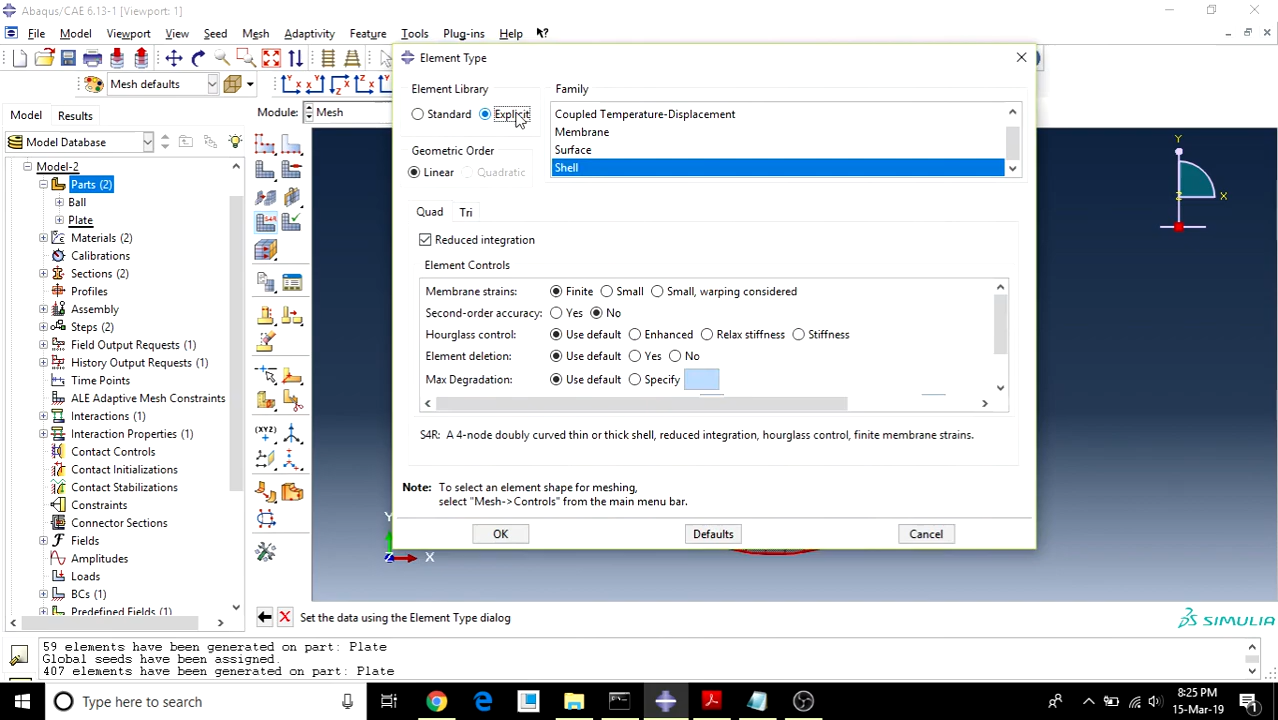 Abaqus/CAE 6.13-1 [Viewport: 1]
File Model Viewport View Seed Mesh Adaptivity Feature Tools Plug-ins Help
Mesh defaults
Model Results
Module: Mesh
Model Database
Model-2
Parts (2)
Ball
Plate
Materials (2)
Calibrations
Sections (2)
Profiles
Assembly
Steps (2)
Field Output Requests (1)
History Output Requests (1)
Time Points
ALE Adaptive Mesh Constraints
Interactions (1)
Interaction Properties (1)
Contact Controls
Contact Initializations
Contact Stabilizations
Constraints
Connector Sections
Fields
Amplitudes
Loads
BCs (1)
Predefined Fields (1)
Element Type
Element Library
Standard Explicit
Geometric Order
Linear Quadratic
Family
Coupled Temperature-Displacement
Membrane
Surface
Shell
Quad Tri
Reduced integration
Element Controls
Membrane strains: Finite Small Small, warping considered
Second-order accuracy: Yes No
Hourglass control: Use default Enhanced Relax stiffness Stiffness
Element deletion: Use default Yes No
Max Degradation: Use default Specify
S4R: A 4-node doubly curved thin or thick shell, reduced integration, hourglass control, finite membrane strains.
Note: To select an element shape for meshing,
select "Mesh->Controls" from the main menu bar.
OK Defaults Cancel
Y
Z X
Y
Z X
Set the data using the Element Type dialog
SIMULIA
59 elements have been generated on part: Plate
Global seeds have been assigned.
407 elements have been generated on part: Plate
Type here to search
8:25 PM
15-Mar-19